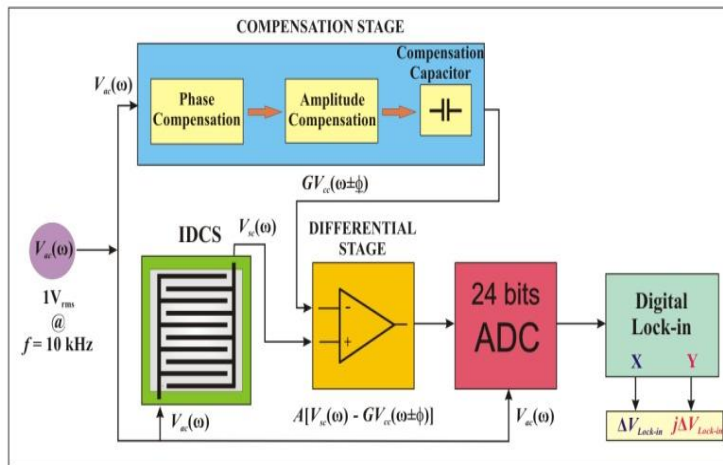 COMPENSATION STAGE
Compensation
Capacitor
Vac(ω)
Phase
Compensation
Amplitude
Compensation
GVcc(ω±ϕ)
Vsc(ω)
IDCS
DIFFERENTIAL
STAGE
Vac(ω)
1Vrms
@
f = 10 kHz
-
+
24 bits
ADC
Digital
Lock-in
X Y
Vac(ω)
A[Vsc(ω) - GVcc(ω±ϕ)]
Vac(ω)
ΔVLock-in
jΔVLock-in